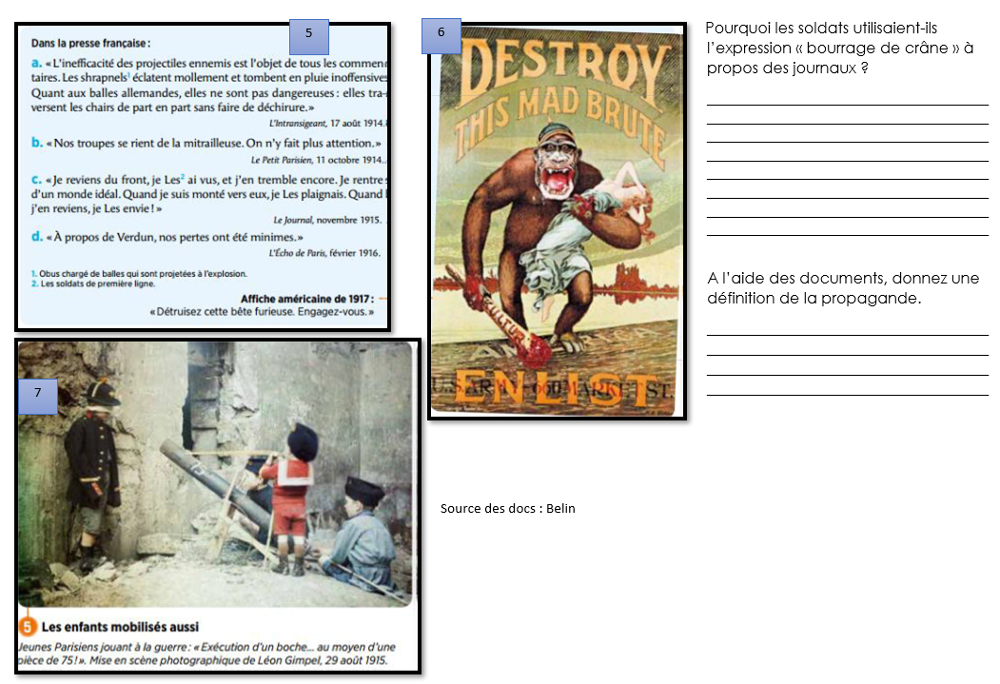 5
Dans la presse française :
a. « L'inefficacité des projectiles ennemis est l'objet de tous les commen
taires. Les shrapnels¹ éclatent mollement et tombent en pluie inoffensive
Quant aux balles allemandes, elles ne sont pas dangereuses : elles tra-
versent les chairs de part en part sans faire de déchirure. »
L'Intransigeant, 17 août 1914.
b. « Nos troupes se rient de la mitrailleuse. On n'y fait plus attention. »
Le Petit Parisien, 11 octobre 1914.
c. « Je reviens du front, je Les² ai vus, et j'en tremble encore. Je rentre
d'un monde idéal. Quand je suis monté vers eux, je Les plaignais. Quand
j'en reviens, je Les envie ! »
Le Journal, novembre 1915.
d. « À propos de Verdun, nos pertes ont été minimes. »
L'Écho de Paris, février 1916.
1. Obus chargé de balles qui sont projetées à l'explosion.
2. Les soldats de première ligne.
Affiche américaine de 1917 :
« Détruisez cette bête furieuse. Engagez-vous. »
6
DESTROY
THIS MAD BRUTE
MILITARISM
KULTUR
AMERICA
ENLIST
U.S. ARMY 660 MARKET ST.
Pourquoi les soldats utilisaient-ils
l'expression « bourrage de crâne » à
propos des journaux ?
A l'aide des documents, donnez une
définition de la propagande.
7
5 Les enfants mobilisés aussi
Jeunes Parisiens jouant à la guerre : « Exécution d'un boche... au moyen d'une
pièce de 75 ! ». Mise en scène photographique de Léon Gimpel, 29 août 1915.
Source des docs : Belin